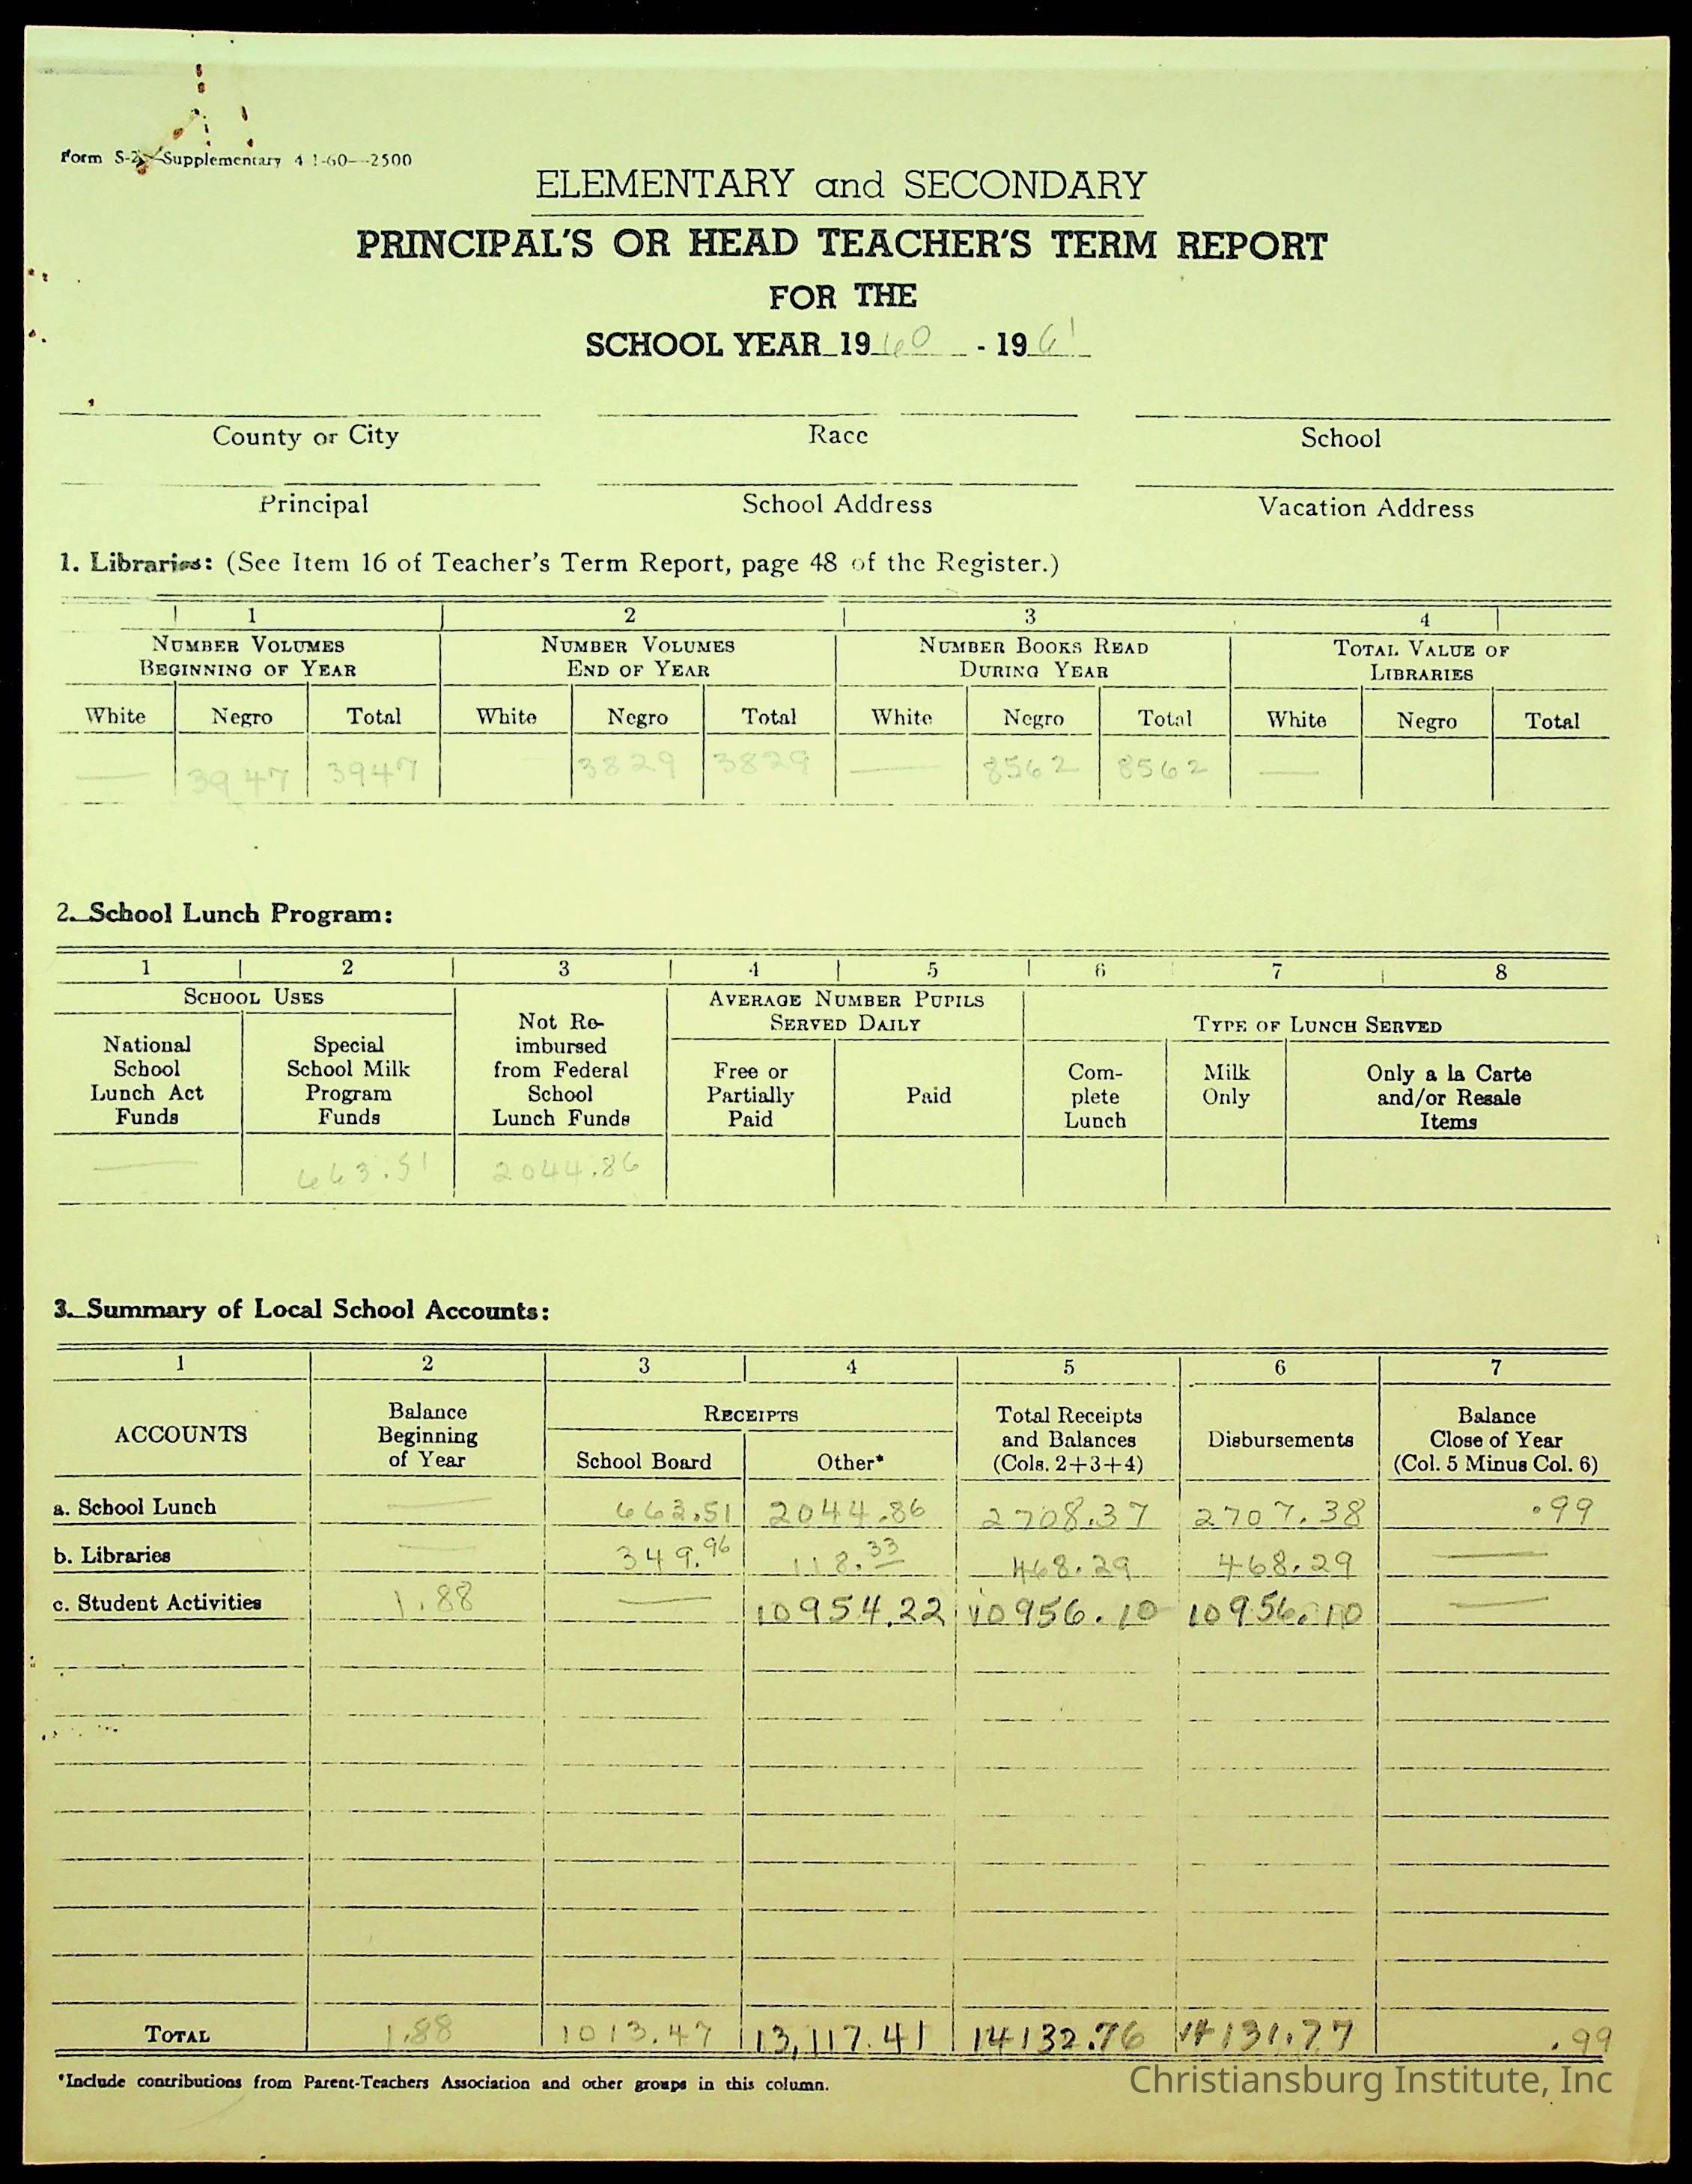 Form S-2—Supplementary 4-1-60—2500
ELEMENTARY and SECONDARY
PRINCIPAL'S OR HEAD TEACHER'S TERM REPORT
FOR THE
SCHOOL YEAR 1960 - 1961
County or City Race School
Principal School Address Vacation Address
1. Libraries: (See Item 16 of Teacher's Term Report, page 48 of the Register.)
1 2 3 4
NUMBER VOLUMES NUMBER VOLUMES NUMBER BOOKS READ TOTAL VALUE OF
BEGINNING OF YEAR END OF YEAR DURING YEAR LIBRARIES
White Negro Total White Negro Total White Negro Total White Negro Total
— 3947 3947 3829 3829 — 8562 8562 —
2. School Lunch Program:
1 2 3 4 5 6 7 8
SCHOOL USES AVERAGE NUMBER PUPILS
Not Re- SERVED DAILY TYPE OF LUNCH SERVED
National Special imbursed
School School Milk from Federal Free or Com- Milk Only a la Carte
Lunch Act Program School Partially Paid plete Only and/or Resale
Funds Funds Lunch Funds Paid Lunch Items
— 663.51 2044.86
3. Summary of Local School Accounts:
1 2 3 4 5 6 7
Balance RECEIPTS Total Receipts Balance
ACCOUNTS Beginning and Balances Disbursements Close of Year
of Year School Board Other* (Cols. 2+3+4) (Col. 5 Minus Col. 6)
a. School Lunch — 663.51 2044.86 2708.37 2707.38 .99
b. Libraries — 349.96 118.33 468.29 468.29 —
c. Student Activities 1.88 — 10954.22 10956.10 10956.10 —
TOTAL 1.88 1013.47 13,117.41 14132.76 14131.77 .99
*Include contributions from Parent-Teachers Association and other groups in this column.
Christiansburg Institute, Inc